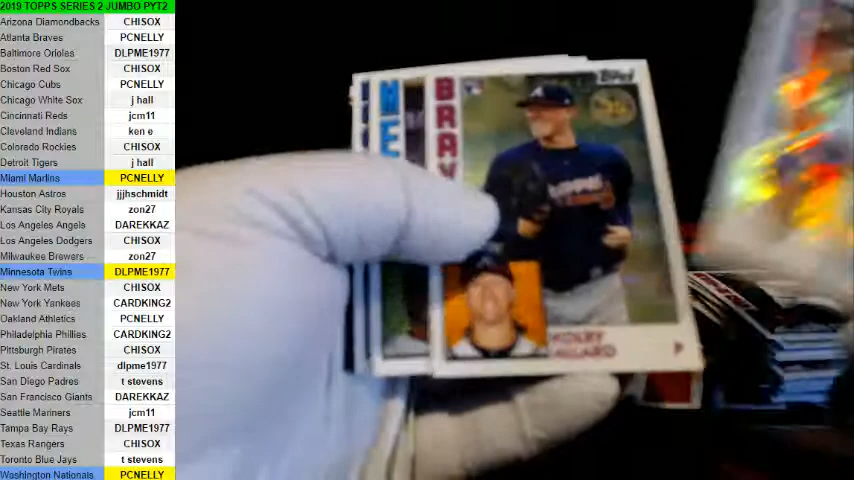 2019 TOPPS SERIES 2 JUMBO PYT2
Arizona Diamondbacks CHISOX
Atlanta Braves PCNELLY
Baltimore Orioles DLPME1977
Boston Red Sox CHISOX
Chicago Cubs PCNELLY
Chicago White Sox j hall
Cincinnati Reds jcm11
Cleveland Indians ken e
Colorado Rockies CHISOX
Detroit Tigers j hall
Miami Marlins PCNELLY
Houston Astros jjjhschmidt
Kansas City Royals zon27
Los Angeles Angels DAREKKAZ
Los Angeles Dodgers CHISOX
Milwaukee Brewers zon27
Minnesota Twins DLPME1977
New York Mets CHISOX
New York Yankees CARDKING2
Oakland Athletics PCNELLY
Philadelphia Phillies CARDKING2
Pittsburgh Pirates CHISOX
St. Louis Cardinals dlpme1977
San Diego Padres t stevens
San Francisco Giants DAREKKAZ
Seattle Mariners jcm11
Tampa Bay Rays DLPME1977
Texas Rangers CHISOX
Toronto Blue Jays t stevens
Washington Nationals PCNELLY
ME
BRAV
Topps
P